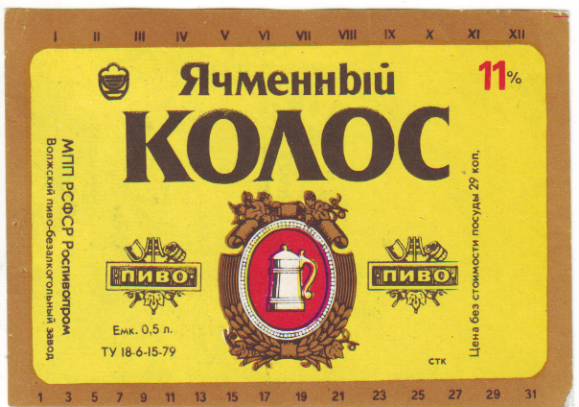 I II III IV V VI VII VIII IX X XI XII
Ячменный
11%
КОЛОС
МПП РСФСР Роспивопром
Волжский пиво-безалкогольный завод
ПИВО
ПИВО
Емк. 0,5 л.
ТУ 18-6-15-79
Цена без стоимости посуды 29 коп.
СТК
1 3 5 7 9 11 13 15 17 19 21 23 25 27 29 31